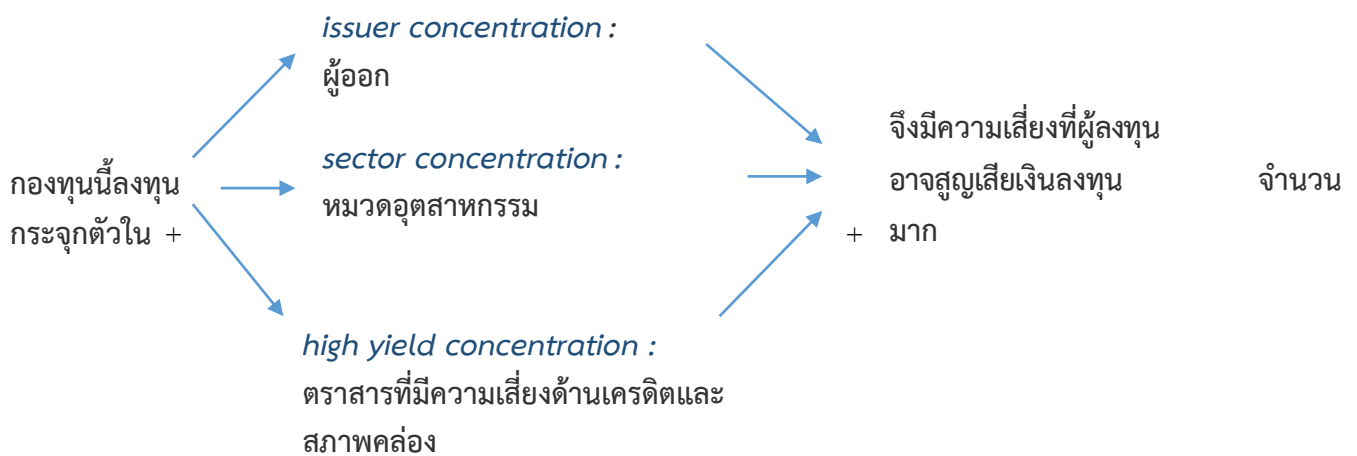 กองทุนนี้ลงทุน
กระจุกตัวใน +
issuer concentration :
ผู้ออก
sector concentration :
หมวดอุตสาหกรรม
high yield concentration :
ตราสารที่มีความเสี่ยงด้านเครดิตและ
สภาพคล่อง
จึงมีความเสี่ยงที่ผู้ลงทุน
อาจสูญเสียเงินลงทุน จำนวน
+ มาก